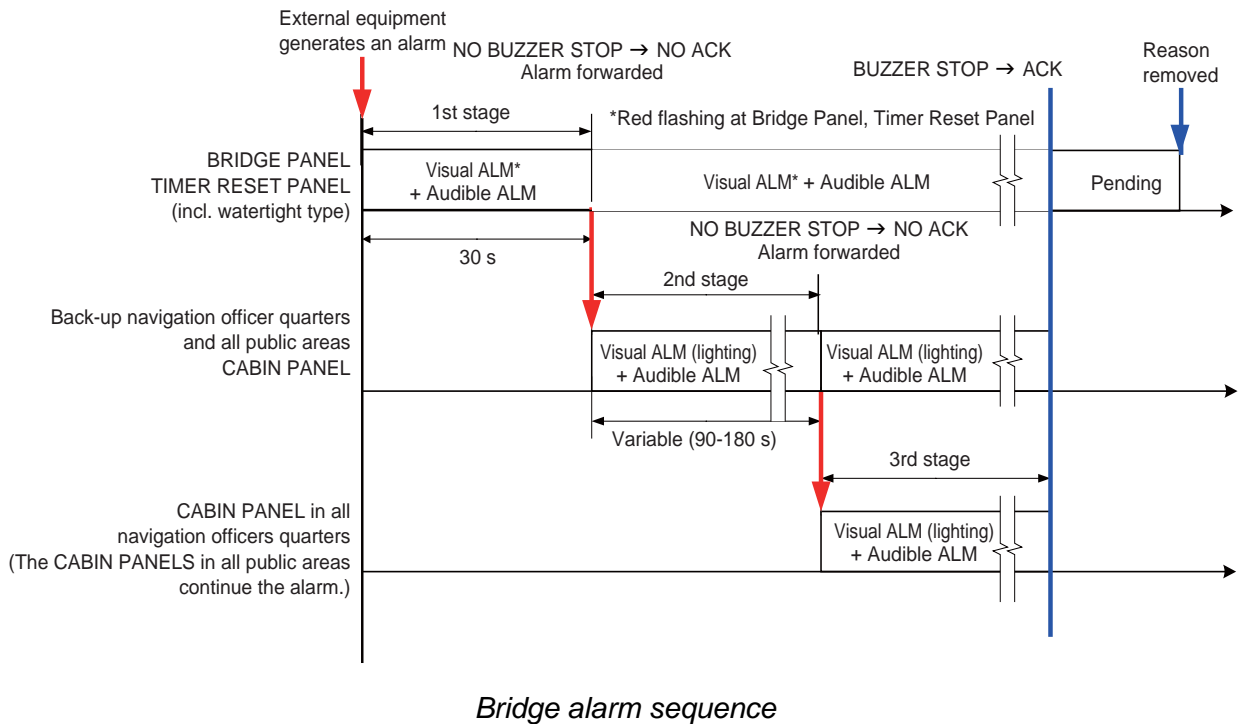 External equipment
generates an alarm
NO BUZZER STOP → NO ACK
Alarm forwarded
BUZZER STOP → ACK
Reason
removed
1st stage
*Red flashing at Bridge Panel, Timer Reset Panel
BRIDGE PANEL
TIMER RESET PANEL
(incl. watertight type)
Visual ALM*
+ Audible ALM
Visual ALM* + Audible ALM
Pending
30 s
NO BUZZER STOP → NO ACK
Alarm forwarded
2nd stage
Back-up navigation officer quarters
and all public areas
CABIN PANEL
Visual ALM (lighting)
+ Audible ALM
Visual ALM (lighting)
+ Audible ALM
Variable (90-180 s)
3rd stage
CABIN PANEL in all
navigation officers quarters
(The CABIN PANELS in all public areas
continue the alarm.)
Visual ALM (lighting)
+ Audible ALM
Bridge alarm sequence